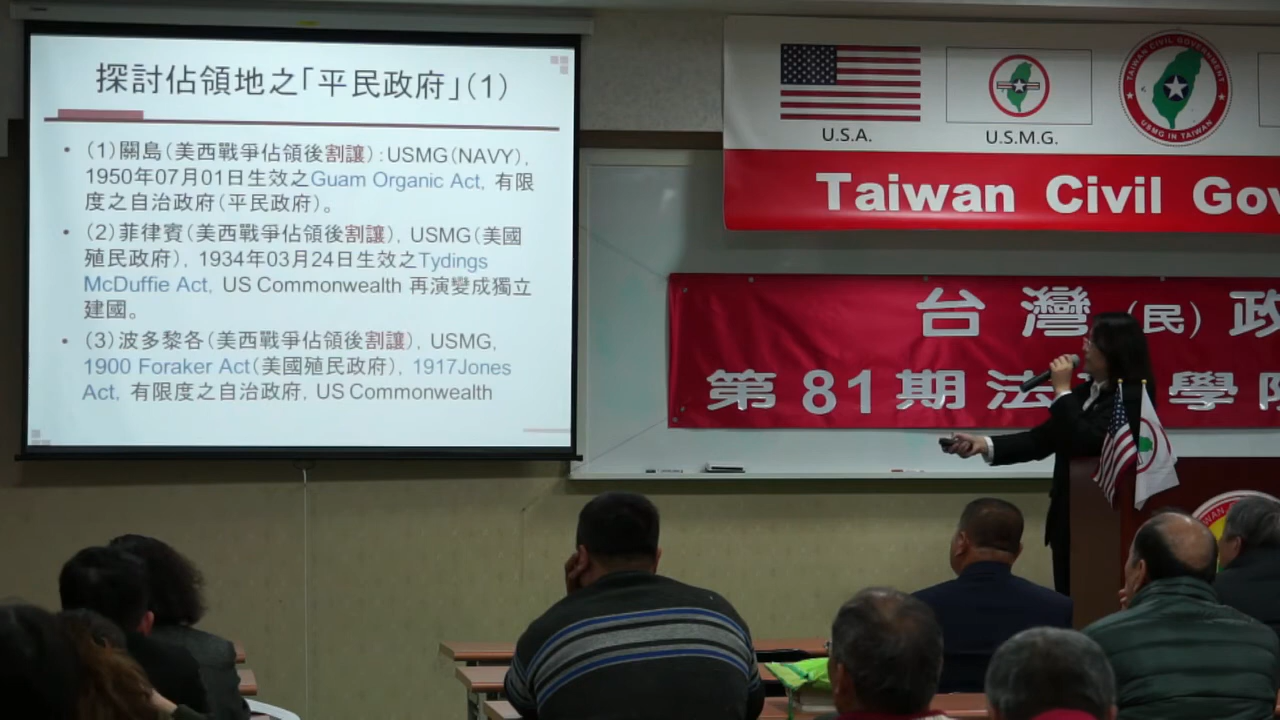 探討佔領地之「平民政府」(1)
• (1)關島(美西戰爭佔領後割讓):USMG(NAVY),
1950年07月01日生效之Guam Organic Act, 有限
度之自治政府(平民政府)。
• (2)菲律賓(美西戰爭佔領後割讓), USMG(美國
殖民政府), 1934年03月24日生效之Tydings
McDuffie Act, US Commonwealth 再演變成獨立
建國。
• (3)波多黎各(美西戰爭佔領後割讓), USMG,
1900 Foraker Act(美國殖民政府), 1917Jones
Act, 有限度之自治政府, US Commonwealth
U.S.A.
U.S.M.G.
TAIWAN CIVIL GOVERNMENT
USMG IN TAIWAN
Taiwan Civil Gov
台灣(民)政
第81期法 學